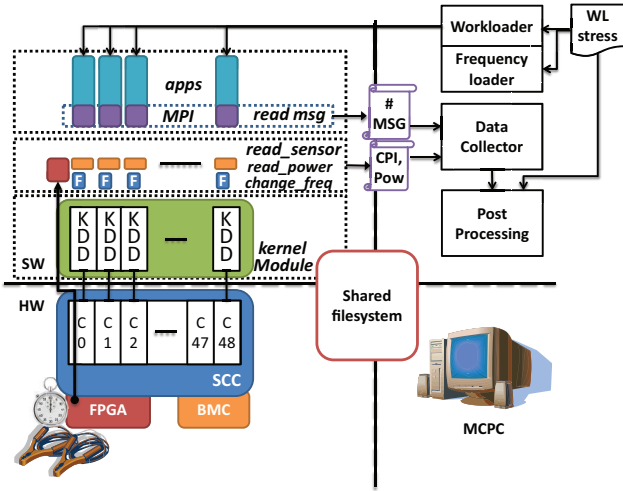 Workloader
Frequency
loader
WL
stress
apps
MPI
read msg
#
MSG
Data
Collector
read_sensor
read_power
change_freq
F
F
F
F
CPI,
Pow
Post
Processing
K
D
D
K
D
D
K
D
D
K
D
D
kernel
Module
SW
HW
Shared
filesystem
C
0
C
1
C
2
C
47
C
48
SCC
FPGA
BMC
MCPC